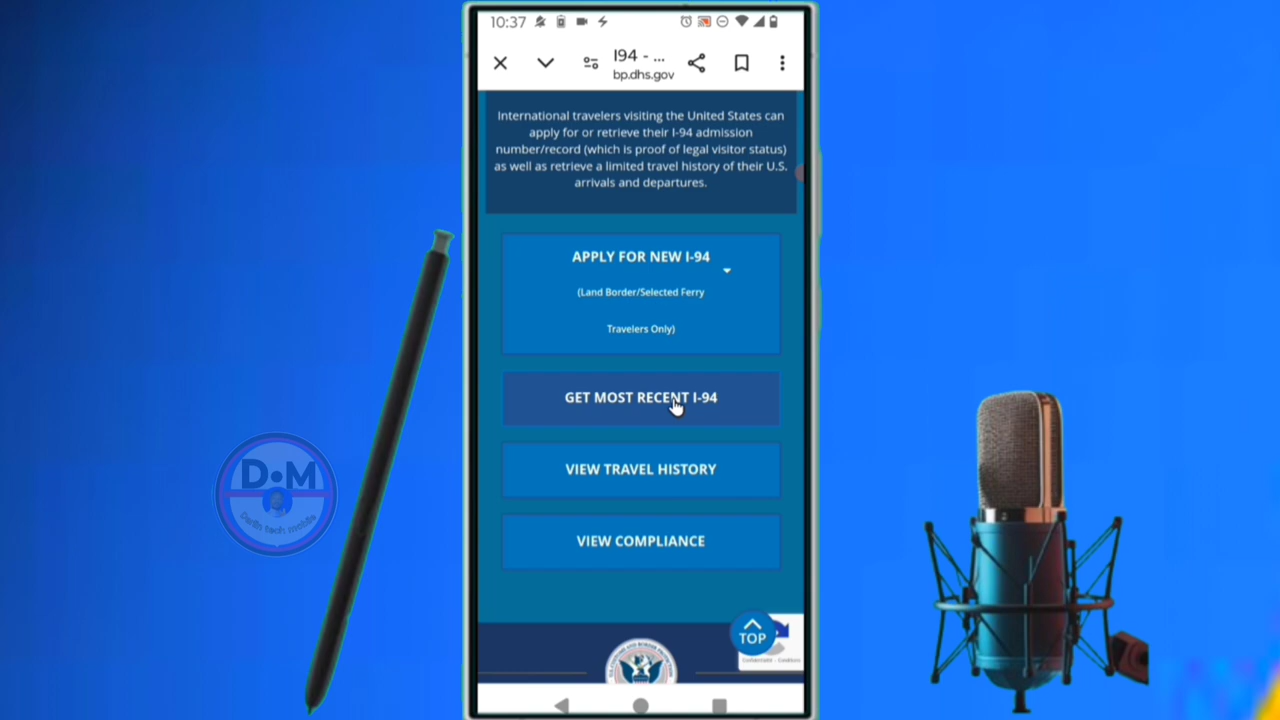 10:37
I94 - ...
bp.dhs.gov
International travelers visiting the United States can
apply for or retrieve their I-94 admission
number/record (which is proof of legal visitor status)
as well as retrieve a limited travel history of their U.S.
arrivals and departures.
APPLY FOR NEW I-94
(Land Border/Selected Ferry
Travelers Only)
GET MOST RECENT I-94
VIEW TRAVEL HISTORY
VIEW COMPLIANCE
TOP
D•M
Darlin tech mobile